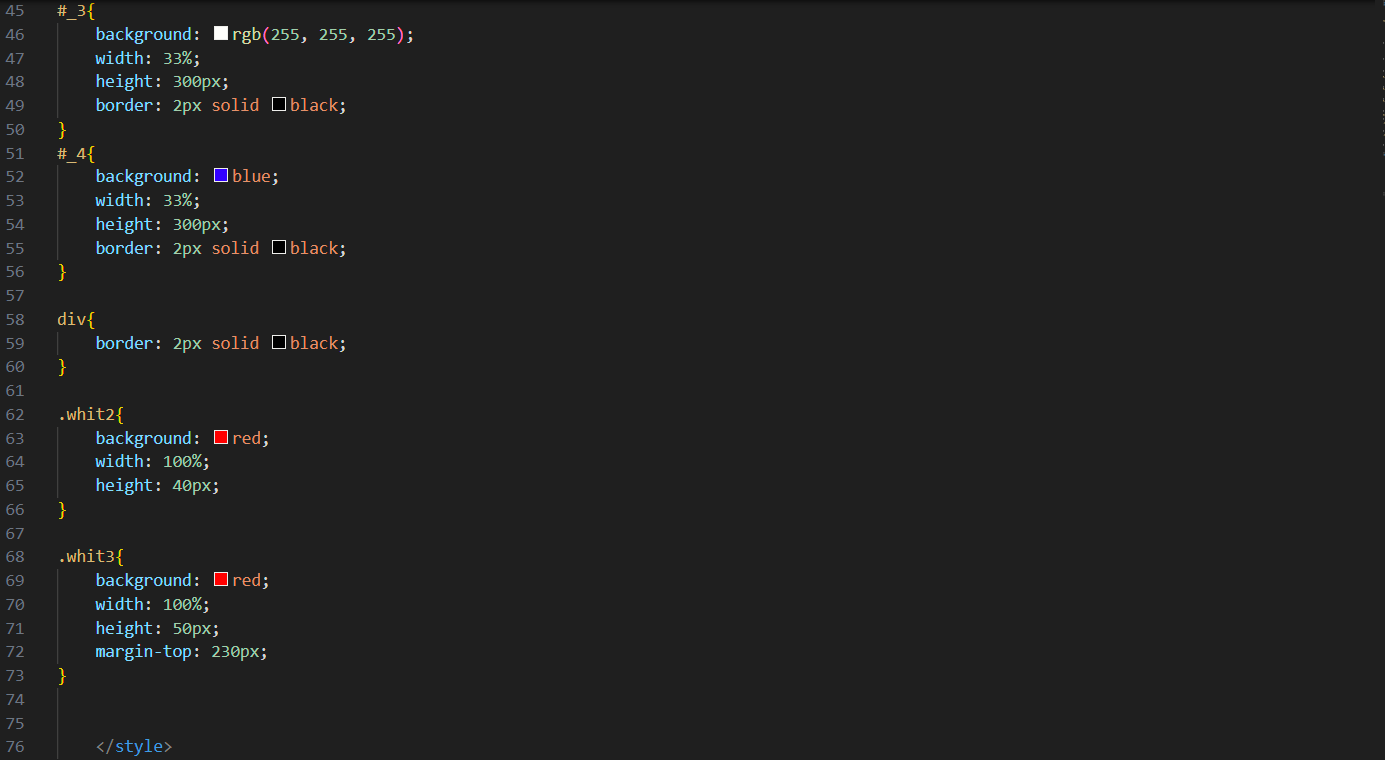 45 #_3{
46 background: rgb(255, 255, 255);
47 width: 33%;
48 height: 300px;
49 border: 2px solid black;
50 }
51 #_4{
52 background: blue;
53 width: 33%;
54 height: 300px;
55 border: 2px solid black;
56 }
57
58 div{
59 border: 2px solid black;
60 }
61
62 .whit2{
63 background: red;
64 width: 100%;
65 height: 40px;
66 }
67
68 .whit3{
69 background: red;
70 width: 100%;
71 height: 50px;
72 margin-top: 230px;
73 }
74
75
76 </style>